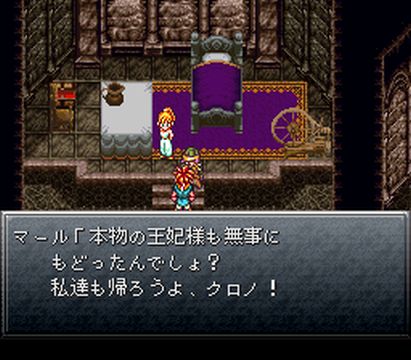 マール「本物の王妃様も無事に
もどったんでしょ？
私達も帰ろうよ、クロノ！